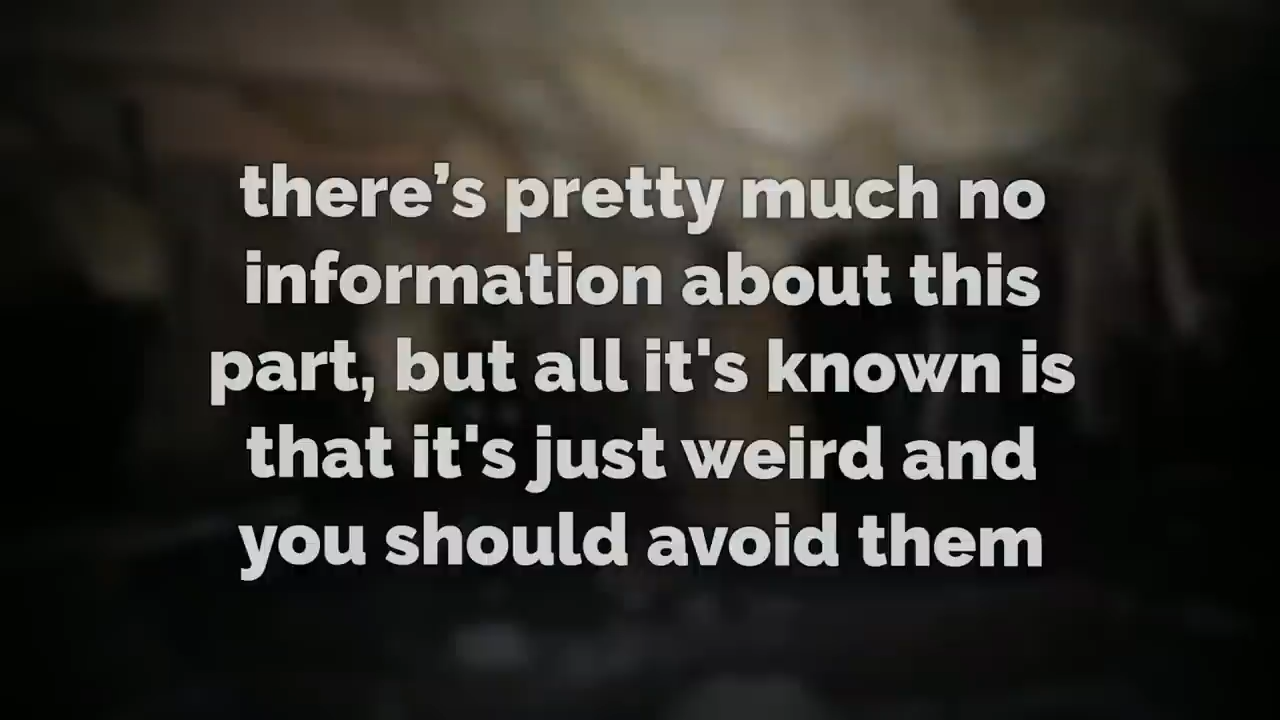 there’s pretty much no
information about this
part, but all it's known is
that it's just weird and
you should avoid them